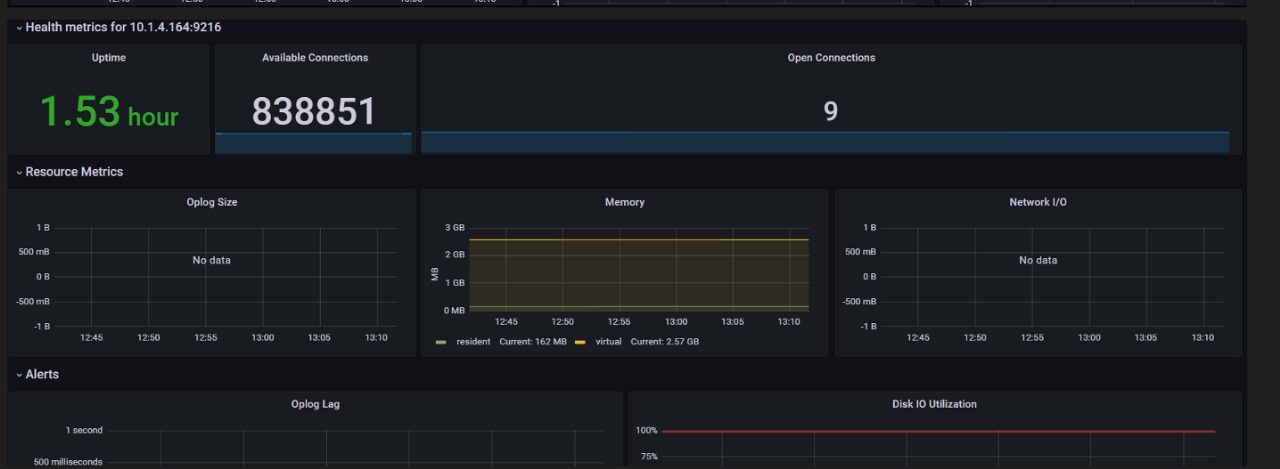 -1 -1
Health metrics for 10.1.4.164:9216
Uptime Available Connections Open Connections
1.53 hour 838851 9
Resource Metrics
Oplog Size
1 B
500 mB
0 B
-500 mB
-1 B
No data
12:45 12:50 12:55 13:00 13:05 13:10
Memory
MB
3 GB
2 GB
1 GB
0 MB
12:45 12:50 12:55 13:00 13:05 13:10
resident Current: 162 MB virtual Current: 2.57 GB
Network I/O
1 B
500 mB
0 B
-500 mB
-1 B
No data
12:45 12:50 12:55 13:00 13:05 13:10
Alerts
Oplog Lag
1 second
500 milliseconds
Disk IO Utilization
100%
75%